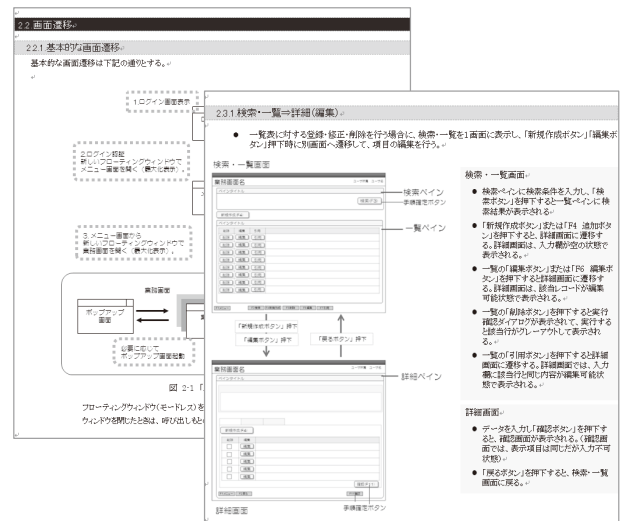 2.2 画面遷移
2.2.1 基本的な画面遷移
基本的な画面遷移は下記の通りとする。
1.ログイン画面表示
2.ログイン認証
新しいフローティングウィンドウで
メニュー画面を開く（最大化表示）。
3.メニュー画面から
新しいフローティングウィンドウで
業務画面を開く（最大化表示）。
業務画面
ポップアップ
画面
必要に応じて
ポップアップ画面起動
図 2-1
フローティングウィンドウ(モードレス)を
ウィンドウを閉じたときは、呼び出しもと
2.3.1 検索・一覧⇒詳細(編集)
● 一覧表に対する登録・修正・削除を行う場合に、検索・一覧を1画面に表示し、「新規作成ボタン」「編集ボ
タン」押下時に別画面へ遷移して、項目の編集を行う。
検索・一覧画面
業務画面名
ペインタイトル
検索ペイン
手順確定ボタン
一覧ペイン
「新規作成ボタン」押下
「編集ボタン」押下
「戻るボタン」押下
業務画面名
ペインタイトル
詳細ペイン
手順確定ボタン
詳細画面
検索・一覧画面
● 検索ペインに検索条件を入力し、「検
索ボタン」を押下すると一覧ペインに検
索結果が表示される
● 「新規作成ボタン」または「F4 追加ボタ
ン」を押下すると、詳細画面に遷移す
る。詳細画面は、入力欄が空の状態で
表示される。
● 一覧の「編集ボタン」または「F6 編集ボ
タン」を押下すると詳細画面に遷移す
る。詳細画面は、該当レコードが編集
可能状態で表示される。
● 一覧の「削除ボタン」を押下すると実行
確認ダイアログが表示されて、実行する
と該当行がグレーアウトして表示され
る。
● 一覧の「引用ボタン」を押下すると詳細
画面に遷移する。詳細画面では、入力
欄に該当行と同じ内容が編集可能状
態で表示される。
詳細画面
● データを入力し「確認ボタン」を押下す
ると、確認画面が表示される。（確認画
面では、表示項目は同じだが入力不可
状態）
● 「戻るボタン」を押下すると、検索・一覧
画面に戻る。